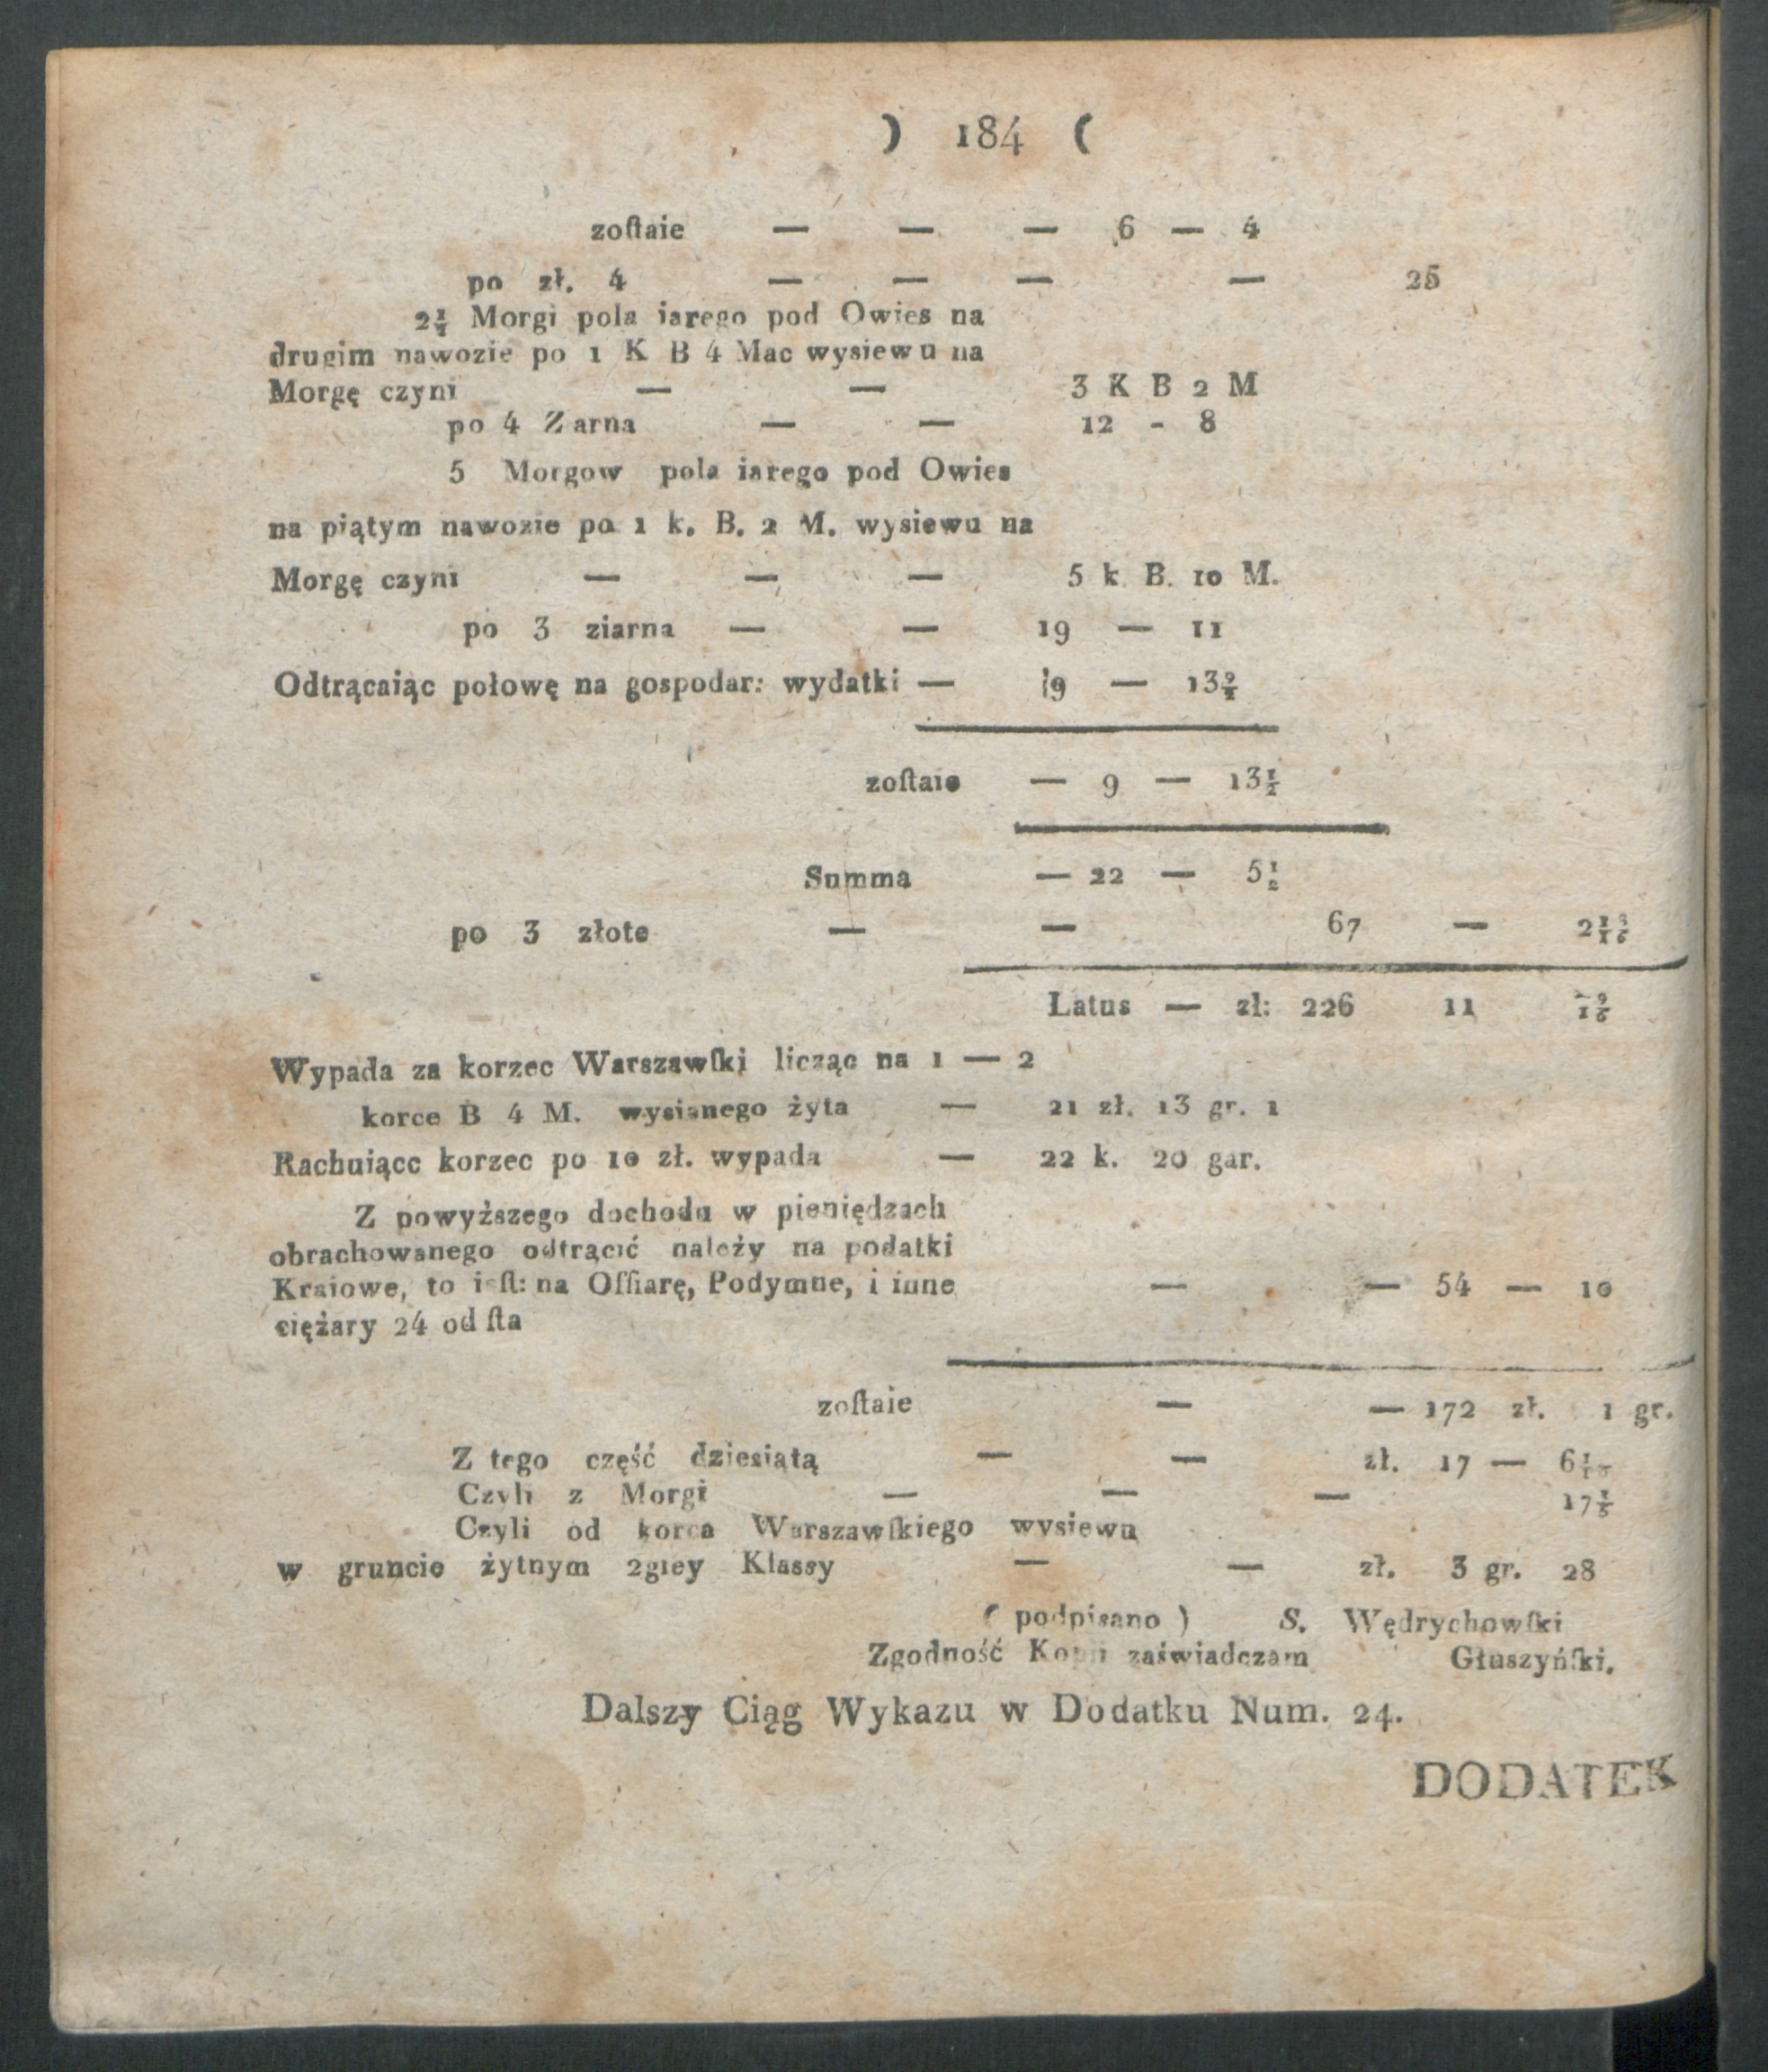 ) 184 (
zoſtaie — — — 6 — 4
po zł. 4 — — — — 25
2½ Morgi pola iarego pod Owies na
drugim nawozie po 1 K B 4 Mac wysiewu na
Morgę czyni — — 3 K B 2 M
po 4 Zarna — — 12 - 8
5 Morgow pola iarego pod Owies
na piątym nawozie po 1 k. B. 2 M. wysiewu na
Morgę czyni — — — 5 k B. 10 M.
po 3 ziarna — — 19 — 11
Odtrącaiąc połowę na gospodar: wydatki — 19 — 13
zoſtaie — 9 — 13½
Summa — 22 — 5½
po 3 złote — — 67 — 2
Latus — zł: 226 11
Wypada za korzec Warszawſki licząc na 1 — 2
korce B 4 M. wysianego żyta — 21 zł. 13 gr. 1
Rachuiącc korzec po 10 zł. wypada — 22 k. 20 gar.
Z powyższego dochodu w pieniędzach
obrachowanego odtrącić należy na podatki
Kraiowe, to ieſt: na Offiarę, Podymne, i inne — — 54 — 10
ciężary 24 od ſta
zoſtaie — — 172 zł. 1 gr.
Z tego część dziesiątą — — zł. 17 — 6
Czyli z Morgi — — — 17
Czyli od korca Warszawſkiego wysiewu
w gruncie żytnym 2giey Klassy — — zł. 3 gr. 28
( podpisano ) S. Wędrychowſki
Zgodność Kopii zaświadczam Głuszyńſki.
Dalszy Ciąg Wykazu w Dodatku Num. 24.
DODATEK